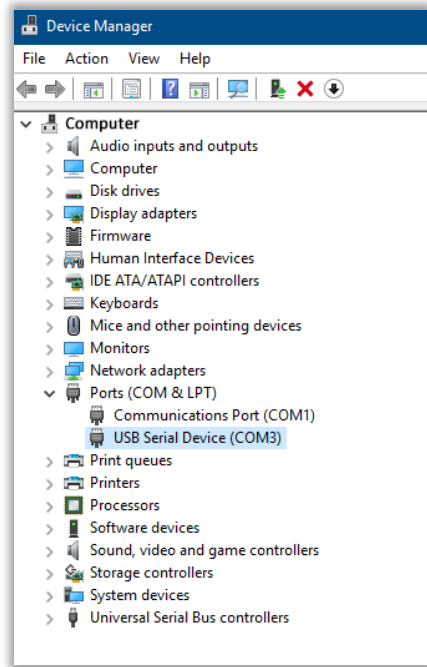 Device Manager
File Action View Help
Computer
Audio inputs and outputs
Computer
Disk drives
Display adapters
Firmware
Human Interface Devices
IDE ATA/ATAPI controllers
Keyboards
Mice and other pointing devices
Monitors
Network adapters
Ports (COM & LPT)
Communications Port (COM1)
USB Serial Device (COM3)
Print queues
Printers
Processors
Software devices
Sound, video and game controllers
Storage controllers
System devices
Universal Serial Bus controllers